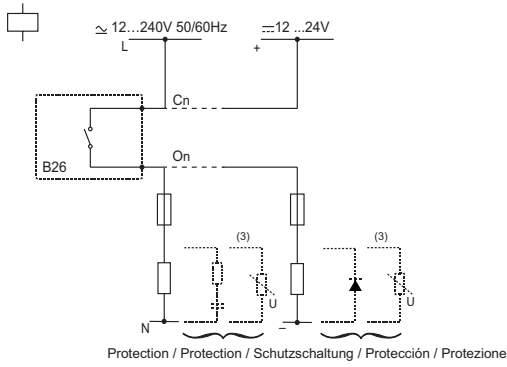 ≃ 12...240V 50/60Hz
⎓12 ...24V
L
+
Cn
B26
On
(3)
(3)
U
U
N
–
Protection / Protection / Schutzschaltung / Protección / Protezione